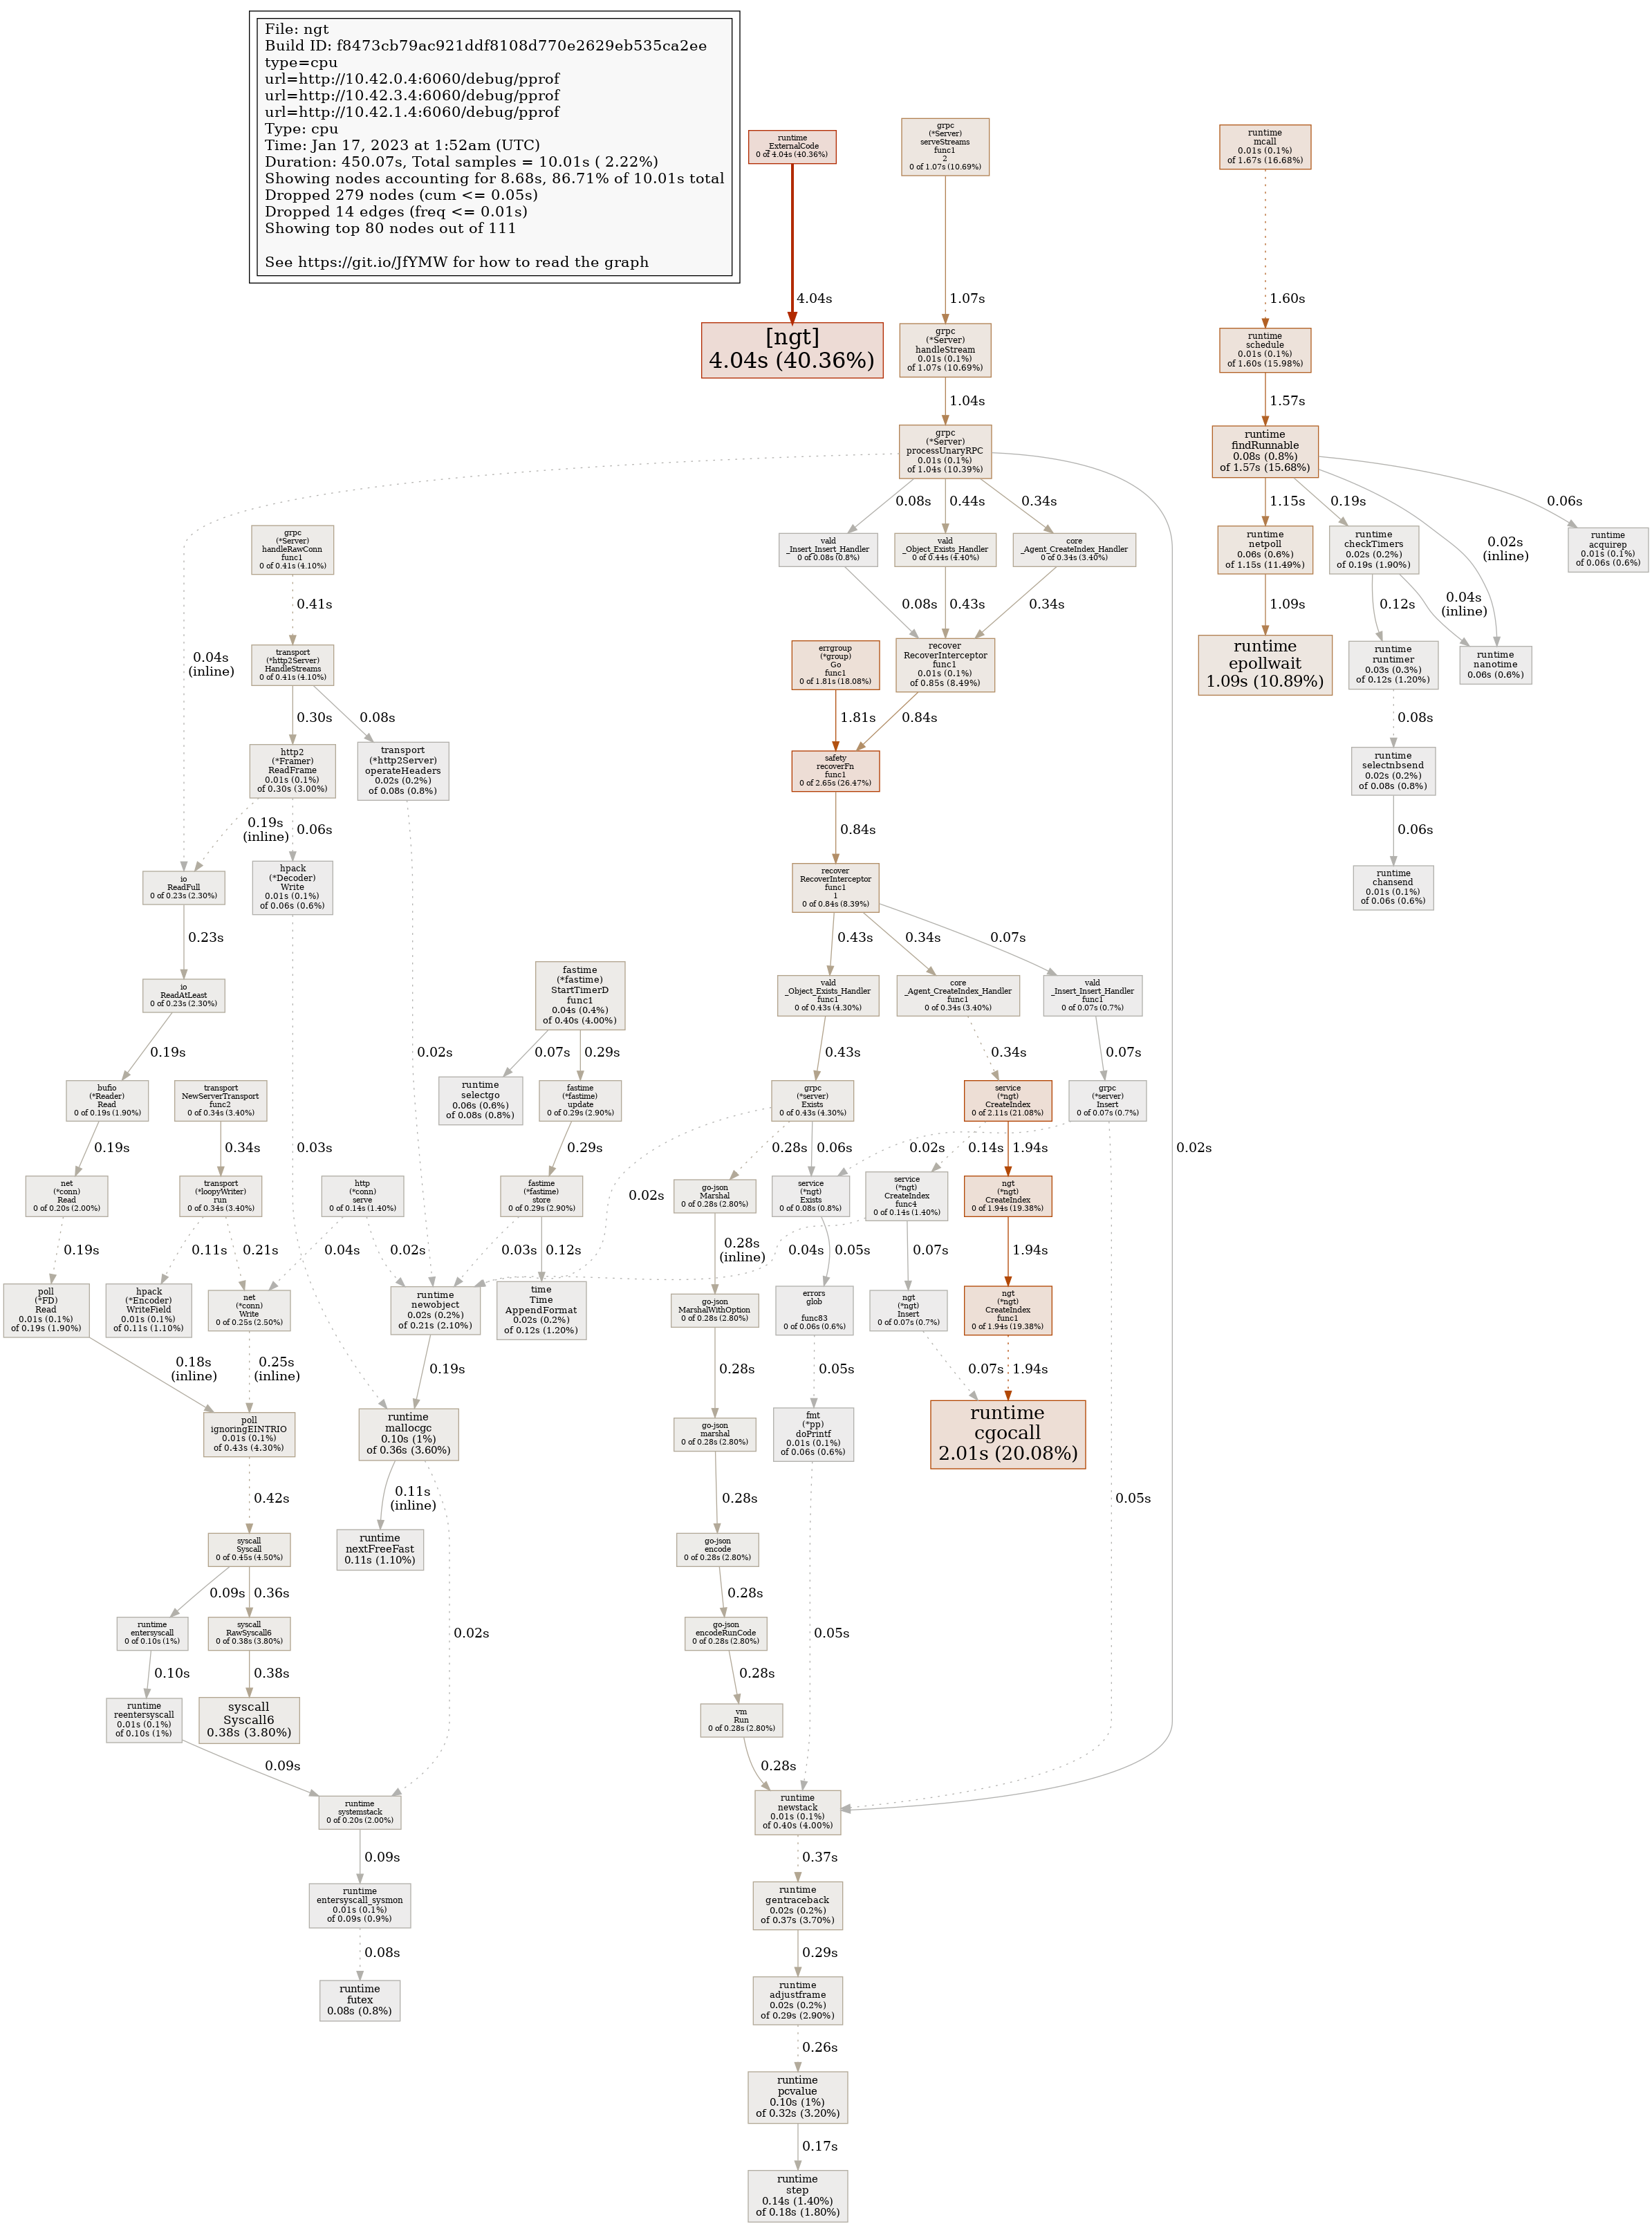 File: ngt
Build ID: f8473cb79ac921ddf8108d770e2629eb535ca2ee
type=cpu
url=http://10.42.0.4:6060/debug/pprof
url=http://10.42.3.4:6060/debug/pprof
url=http://10.42.1.4:6060/debug/pprof
Type: cpu
Time: Jan 17, 2023 at 1:52am (UTC)
Duration: 450.07s, Total samples = 10.01s ( 2.22%)
Showing nodes accounting for 8.68s, 86.71% of 10.01s total
Dropped 279 nodes (cum <= 0.05s)
Dropped 14 edges (freq <= 0.01s)
Showing top 80 nodes out of 111
See https://git.io/JfYMW for how to read the graph
runtime
ExternalCode
0 of 4.04s (40.36%)
4.04s
[ngt]
4.04s (40.36%)
grpc
(*Server)
serveStreams
func1
2
0 of 1.07s (10.69%)
1.07s
grpc
(*Server)
handleStream
0.01s (0.1%)
of 1.07s (10.69%)
1.04s
grpc
(*Server)
processUnaryRPC
0.01s (0.1%)
of 1.04s (10.39%)
runtime
mcall
0.01s (0.1%)
of 1.67s (16.68%)
1.60s
runtime
schedule
0.01s (0.1%)
of 1.60s (15.98%)
1.57s
runtime
findRunnable
0.08s (0.8%)
of 1.57s (15.68%)
1.15s
0.19s
0.02s
(inline)
0.06s
runtime
netpoll
0.06s (0.6%)
of 1.15s (11.49%)
runtime
checkTimers
0.02s (0.2%)
of 0.19s (1.90%)
runtime
acquirep
0.01s (0.1%)
of 0.06s (0.6%)
1.09s
0.12s
0.04s
(inline)
runtime
epollwait
1.09s (10.89%)
runtime
runtimer
0.03s (0.3%)
of 0.12s (1.20%)
runtime
nanotime
0.06s (0.6%)
0.08s
runtime
selectnbsend
0.02s (0.2%)
of 0.08s (0.8%)
0.06s
runtime
chansend
0.01s (0.1%)
of 0.06s (0.6%)
0.08s
0.44s
0.34s
0.02s
0.04s
(inline)
grpc
(*Server)
handleRawConn
func1
0 of 0.41s (4.10%)
vald
_Insert_Insert_Handler
0 of 0.08s (0.8%)
vald
_Object_Exists_Handler
0 of 0.44s (4.40%)
core
_Agent_CreateIndex_Handler
0 of 0.34s (3.40%)
0.41s
0.08s
0.43s
0.34s
transport
(*http2Server)
HandleStreams
0 of 0.41s (4.10%)
errgroup
(*group)
Go
func1
0 of 1.81s (18.08%)
recover
RecoverInterceptor
func1
0.01s (0.1%)
of 0.85s (8.49%)
0.30s
0.08s
1.81s
0.84s
http2
(*Framer)
ReadFrame
0.01s (0.1%)
of 0.30s (3.00%)
transport
(*http2Server)
operateHeaders
0.02s (0.2%)
of 0.08s (0.8%)
safety
recoverFn
func1
0 of 2.65s (26.47%)
0.19s
(inline)
0.06s
0.84s
io
ReadFull
0 of 0.23s (2.30%)
hpack
(*Decoder)
Write
0.01s (0.1%)
of 0.06s (0.6%)
recover
RecoverInterceptor
func1
1
0 of 0.84s (8.39%)
0.23s
0.43s
0.34s
0.07s
io
ReadAtLeast
0 of 0.23s (2.30%)
fastime
(*fastime)
StartTimerD
func1
0.04s (0.4%)
of 0.40s (4.00%)
vald
_Object_Exists_Handler
func1
0 of 0.43s (4.30%)
core
_Agent_CreateIndex_Handler
func1
0 of 0.34s (3.40%)
vald
_Insert_Insert_Handler
func1
0 of 0.07s (0.7%)
0.19s
0.02s
0.07s
0.29s
0.43s
0.34s
0.07s
bufio
(*Reader)
Read
0 of 0.19s (1.90%)
transport
NewServerTransport
func2
0 of 0.34s (3.40%)
runtime
selectgo
0.06s (0.6%)
of 0.08s (0.8%)
fastime
(*fastime)
update
0 of 0.29s (2.90%)
grpc
(*server)
Exists
0 of 0.43s (4.30%)
service
(*ngt)
CreateIndex
0 of 2.11s (21.08%)
grpc
(*server)
Insert
0 of 0.07s (0.7%)
0.19s
0.34s
0.03s
0.29s
0.02s
0.28s
0.06s
0.02s
0.14s
1.94s
net
(*conn)
Read
0 of 0.20s (2.00%)
transport
(*loopyWriter)
run
0 of 0.34s (3.40%)
http
(*conn)
serve
0 of 0.14s (1.40%)
fastime
(*fastime)
store
0 of 0.29s (2.90%)
go-json
Marshal
0 of 0.28s (2.80%)
service
(*ngt)
Exists
0 of 0.08s (0.8%)
service
(*ngt)
CreateIndex
func4
0 of 0.14s (1.40%)
ngt
(*ngt)
CreateIndex
0 of 1.94s (19.38%)
0.19s
0.11s
0.21s
0.04s
0.02s
0.03s
0.12s
0.28s
(inline)
0.04s
0.05s
0.07s
1.94s
poll
(*FD)
Read
0.01s (0.1%)
of 0.19s (1.90%)
hpack
(*Encoder)
WriteField
0.01s (0.1%)
of 0.11s (1.10%)
net
(*conn)
Write
0 of 0.25s (2.50%)
runtime
newobject
0.02s (0.2%)
of 0.21s (2.10%)
time
Time
AppendFormat
0.02s (0.2%)
of 0.12s (1.20%)
go-json
MarshalWithOption
0 of 0.28s (2.80%)
errors
glob
func83
0 of 0.06s (0.6%)
ngt
(*ngt)
Insert
0 of 0.07s (0.7%)
ngt
(*ngt)
CreateIndex
func1
0 of 1.94s (19.38%)
0.18s
(inline)
0.25s
(inline)
0.19s
0.28s
0.05s
0.07s
1.94s
poll
ignoringEINTRIO
0.01s (0.1%)
of 0.43s (4.30%)
runtime
mallocgc
0.10s (1%)
of 0.36s (3.60%)
go-json
marshal
0 of 0.28s (2.80%)
fmt
(*pp)
doPrintf
0.01s (0.1%)
of 0.06s (0.6%)
runtime
cgocall
2.01s (20.08%)
0.42s
0.11s
(inline)
0.28s
0.05s
syscall
Syscall
0 of 0.45s (4.50%)
runtime
nextFreeFast
0.11s (1.10%)
go-json
encode
0 of 0.28s (2.80%)
0.09s
0.36s
0.28s
runtime
entersyscall
0 of 0.10s (1%)
syscall
RawSyscall6
0 of 0.38s (3.80%)
0.02s
go-json
encodeRunCode
0 of 0.28s (2.80%)
0.05s
0.10s
0.38s
0.28s
runtime
reentersyscall
0.01s (0.1%)
of 0.10s (1%)
syscall
Syscall6
0.38s (3.80%)
vm
Run
0 of 0.28s (2.80%)
0.09s
0.28s
runtime
systemstack
0 of 0.20s (2.00%)
runtime
newstack
0.01s (0.1%)
of 0.40s (4.00%)
0.09s
0.37s
runtime
entersyscall_sysmon
0.01s (0.1%)
of 0.09s (0.9%)
runtime
gentraceback
0.02s (0.2%)
of 0.37s (3.70%)
0.08s
0.29s
runtime
futex
0.08s (0.8%)
runtime
adjustframe
0.02s (0.2%)
of 0.29s (2.90%)
0.26s
runtime
pcvalue
0.10s (1%)
of 0.32s (3.20%)
0.17s
runtime
step
0.14s (1.40%)
of 0.18s (1.80%)